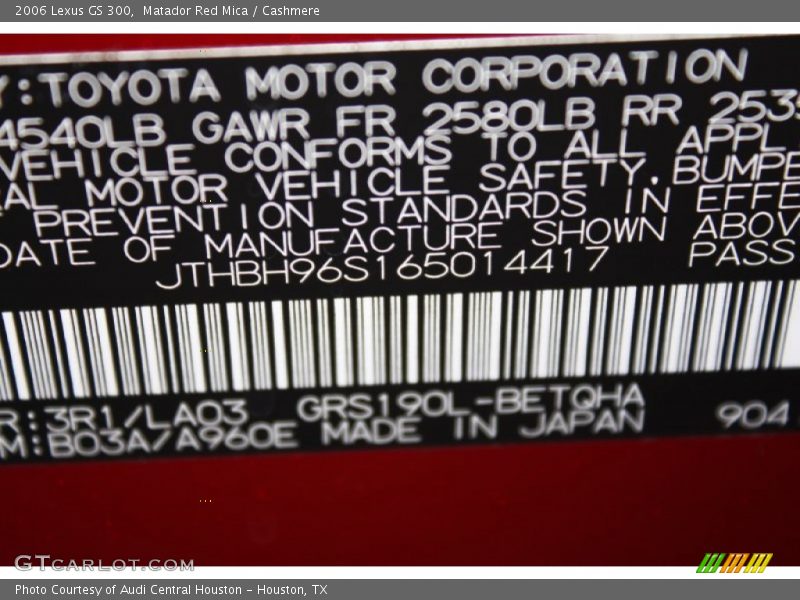 2006 Lexus GS 300, Matador Red Mica / Cashmere
Y:TOYOTA MOTOR CORPORATION
4540LB GAWR FR 2580LB RR 253
VEHICLE CONFORMS TO ALL APPL
AL MOTOR VEHICLE SAFETY, BUMPE
PREVENTION STANDARDS IN EFFE
DATE OF MANUFACTURE SHOWN ABOV
JTHBH96S165014417 PASS
R:3R1/LA03 GRS190L-BETQHA
M:B03A/A960E MADE IN JAPAN 904
GTCARLOT.COM
Photo Courtesy of Audi Central Houston - Houston, TX